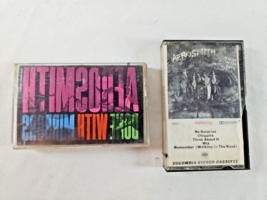 AEROSMITH
DONE WITH MIRRORS
AEROSMITH
No Surprize
Chiquita
Think About It
Mia
Remember (Walking In The Sand)
COLUMBIA STEREO CASSETTE